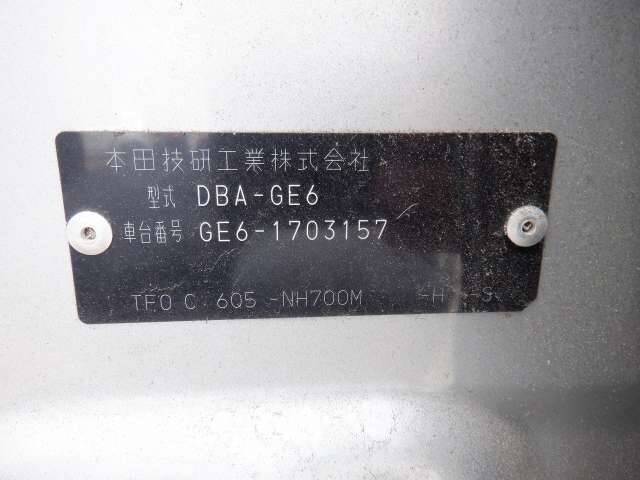 本田技研工業株式会社
型式 DBA-GE6
車台番号 GE6-1703157
TF0 C 6Q5 -NH700M -H -S